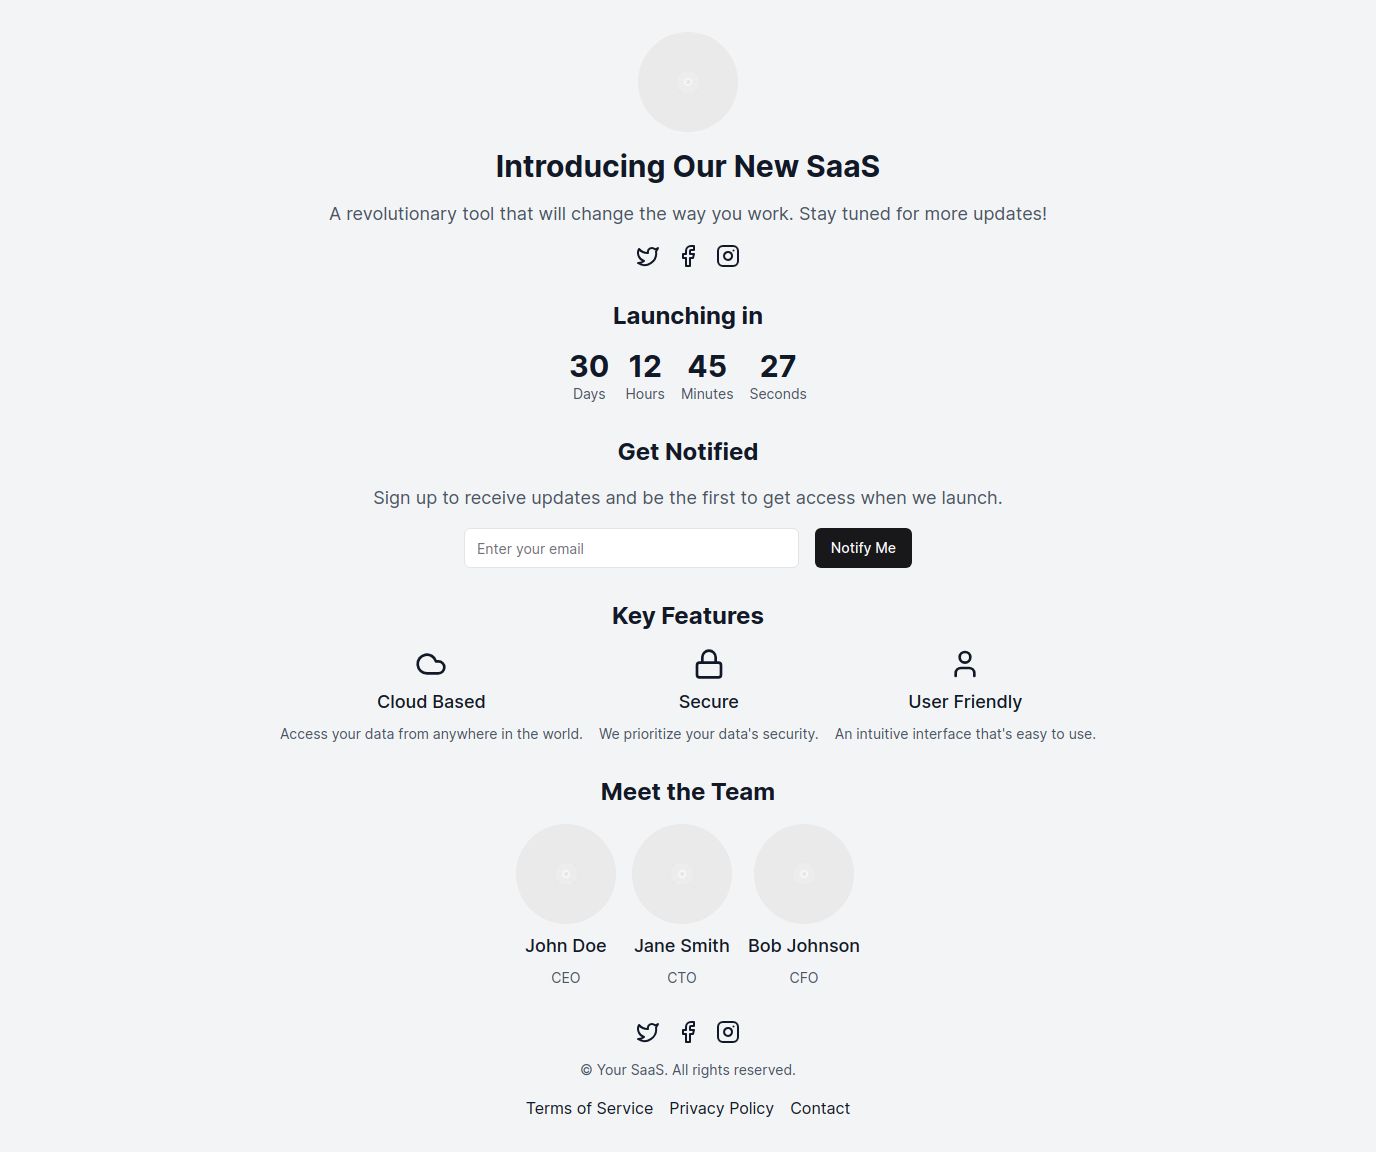 Introducing Our New SaaS
A revolutionary tool that will change the way you work. Stay tuned for more updates!
Launching in
30 12 45 27
Days Hours Minutes Seconds
Get Notified
Sign up to receive updates and be the first to get access when we launch.
Enter your email Notify Me
Key Features
Cloud Based Secure User Friendly
Access your data from anywhere in the world. We prioritize your data's security. An intuitive interface that's easy to use.
Meet the Team
John Doe Jane Smith Bob Johnson
CEO CTO CFO
© Your SaaS. All rights reserved.
Terms of Service Privacy Policy Contact